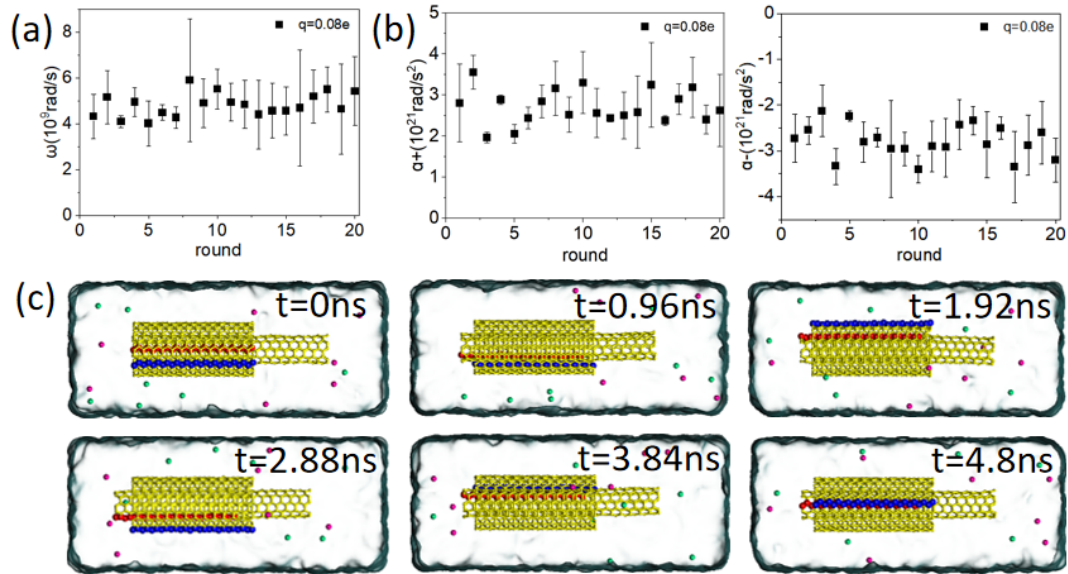 (a)
ω(10⁹rad/s)
8
6
4
2
0
q=0.08e
0 5 10 15 20
round
(b)
α+(10²¹rad/s²)
5
4
3
2
1
0
q=0.08e
0 5 10 15 20
round
α-(10²¹rad/s²)
0
-1
-2
-3
-4
q=0.08e
0 5 10 15 20
round
(c)
t=0ns
t=0.96ns
t=1.92ns
t=2.88ns
t=3.84ns
t=4.8ns